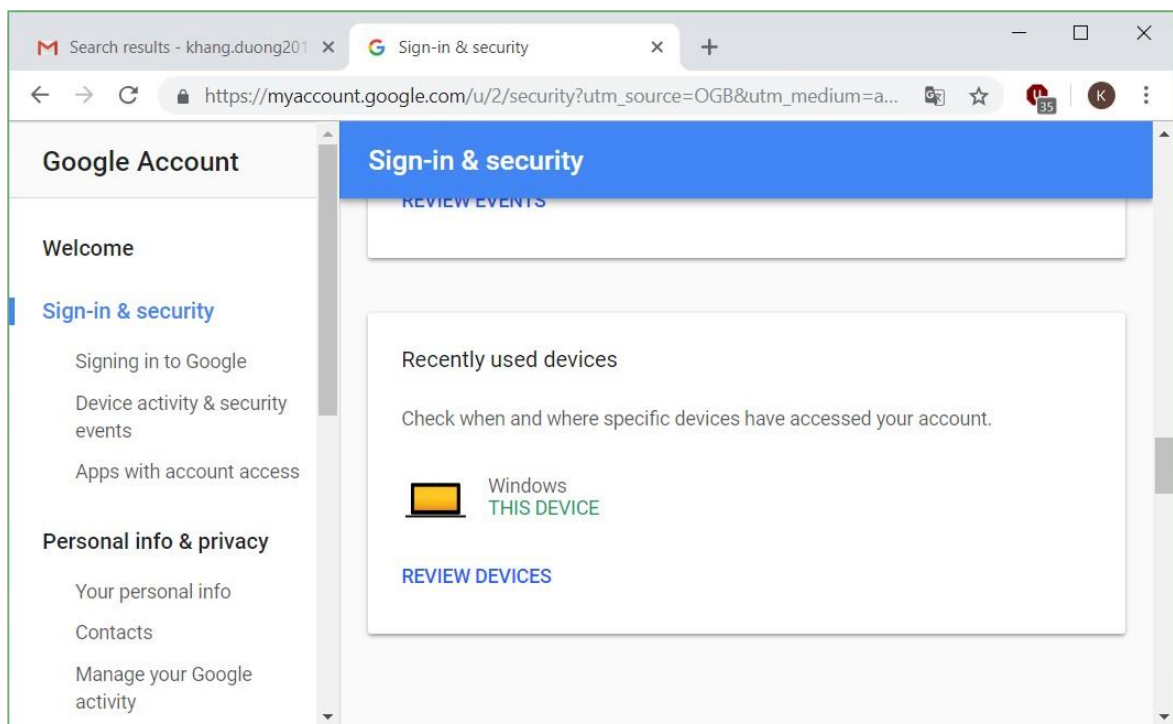 Search results - khang.duong201
Sign-in & security
https://myaccount.google.com/u/2/security?utm_source=OGB&utm_medium=a...
35
K
Google Account
Sign-in & security
REVIEW EVENTS
Welcome
Sign-in & security
Signing in to Google
Device activity & security
events
Apps with account access
Personal info & privacy
Your personal info
Contacts
Manage your Google
activity
Recently used devices
Check when and where specific devices have accessed your account.
Windows
THIS DEVICE
REVIEW DEVICES